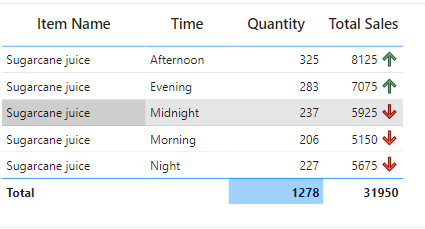 Item Name Time Quantity Total Sales
Sugarcane juice Afternoon 325 8125
Sugarcane juice Evening 283 7075
Sugarcane juice Midnight 237 5925
Sugarcane juice Morning 206 5150
Sugarcane juice Night 227 5675
Total 1278 31950